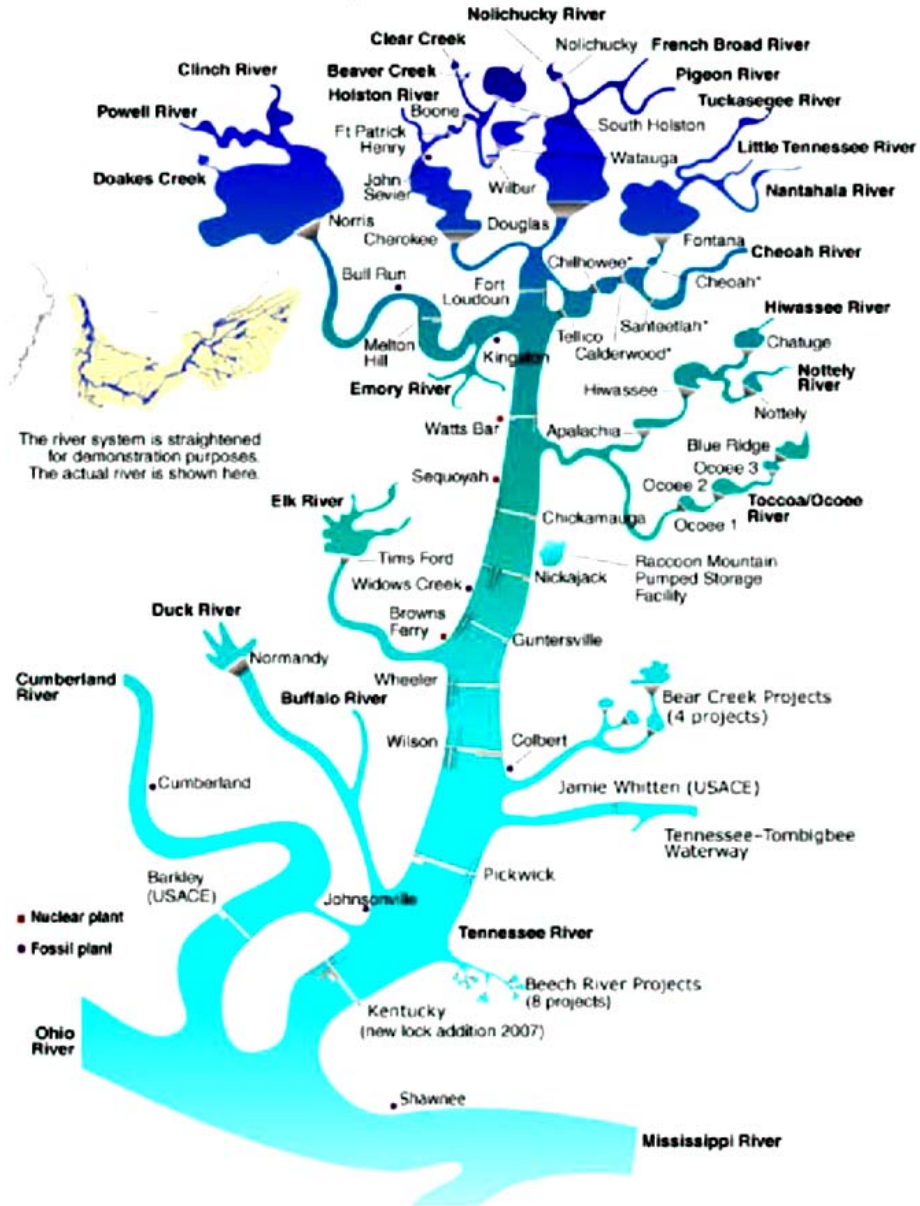 Nolichucky River
Clear Creek
Nolichucky
French Broad River
Clinch River
Beaver Creek
Pigeon River
Holston River
Tuckasegee River
Powell River
Boone
South Holston
Ft Patrick
Henry
Little Tennessee River
Watauga
Doakes Creek
John
Sevier
Wilbur
Nantahala River
Norris
Douglas
Cherokee
Fontana
Chilhowee*
Cheoah River
Bull Run
Cheoah*
Fort
Loudoun
Hiwassee River
Santeetlah*
Tellico
Melton
Hill
Kingston
Calderwood*
Chatuge
Emory River
Hiwassee
Nottely
River
Nottely
Watts Bar
Apalachia
The river system is straightened
for demonstration purposes.
The actual river is shown here.
Blue Ridge
Ocoee 3
Sequoyah
Ocoee 2
Elk River
Toccoa/Ocoee
River
Chickamauga
Ocoee 1
Tims Ford
Raccoon Mountain
Pumped Storage
Facility
Nickajack
Widows Creek
Duck River
Browns
Ferry
Guntersville
Normandy
Cumberland
River
Wheeler
Buffalo River
Bear Creek Projects
(4 projects)
Wilson
Colbert
Cumberland
Jamie Whitten (USACE)
Tennessee-Tombigbee
Waterway
Barkley
(USACE)
Pickwick
Johnsonville
Nuclear plant
Tennessee River
Fossil plant
Beech River Projects
(8 projects)
Kentucky
(new lock addition 2007)
Ohio
River
Shawnee
Mississippi River